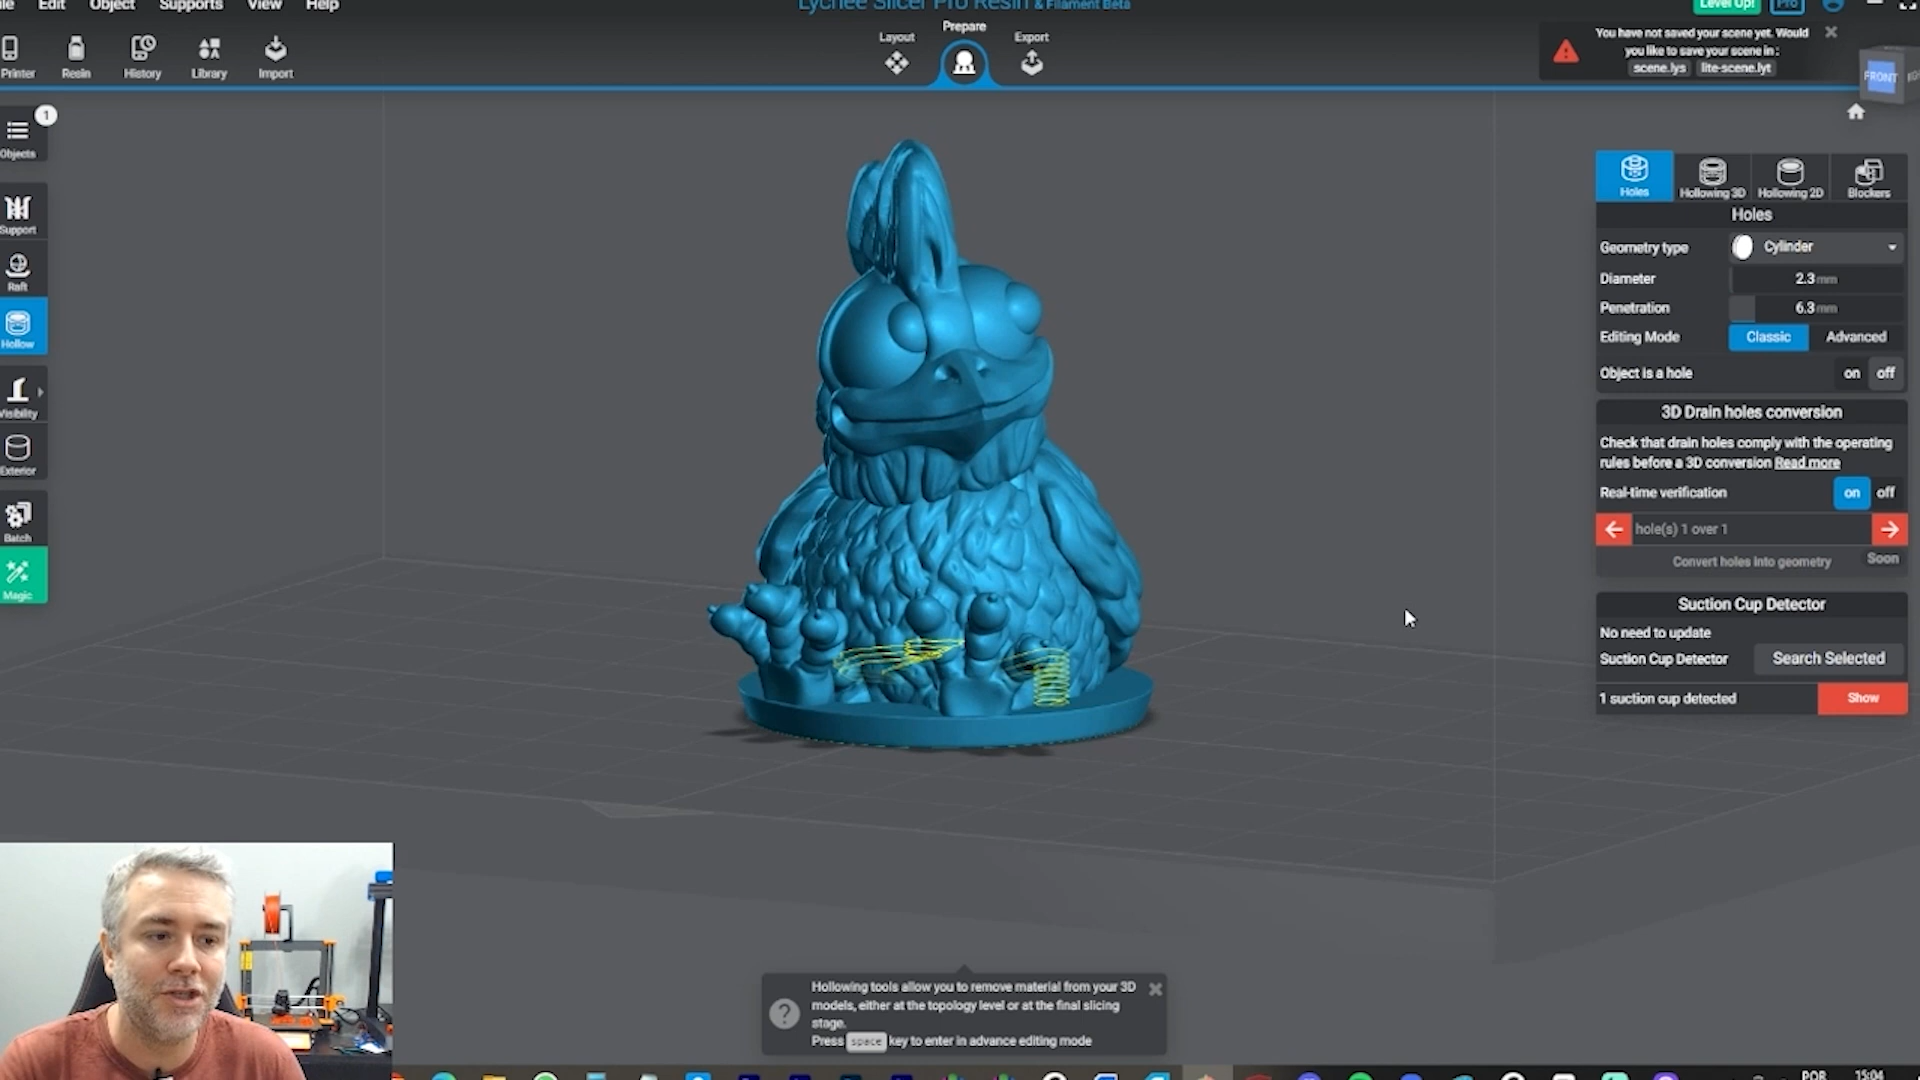 Edit Object Supports View Help
Lychee Slicer Pro Resin & Filament Beta
Level Up! Pro
Printer Resin History Library Import
Layout Prepare Export
You have not saved your scene yet. Would
you like to save your scene in :
scene.lys lite-scene.lyt
FRONT
1
Objects
Support
Raft
Hollow
Visibility
Exterior
Batch
Magic
Holes Hollowing 3D Hollowing 2D Blockers
Holes
Geometry type Cylinder
Diameter 2.3 mm
Penetration 6.3 mm
Editing Mode Classic Advanced
Object is a hole on off
3D Drain holes conversion
Check that drain holes comply with the operating
rules before a 3D conversion Read more
Real-time verification on off
hole(s) 1 over 1
Convert holes into geometry Soon
Suction Cup Detector
No need to update
Suction Cup Detector Search Selected
1 suction cup detected Show
Hollowing tools allow you to remove material from your 3D
models, either at the topology level or at the final slicing
stage.
Press space key to enter in advance editing mode
?
POR 15:04